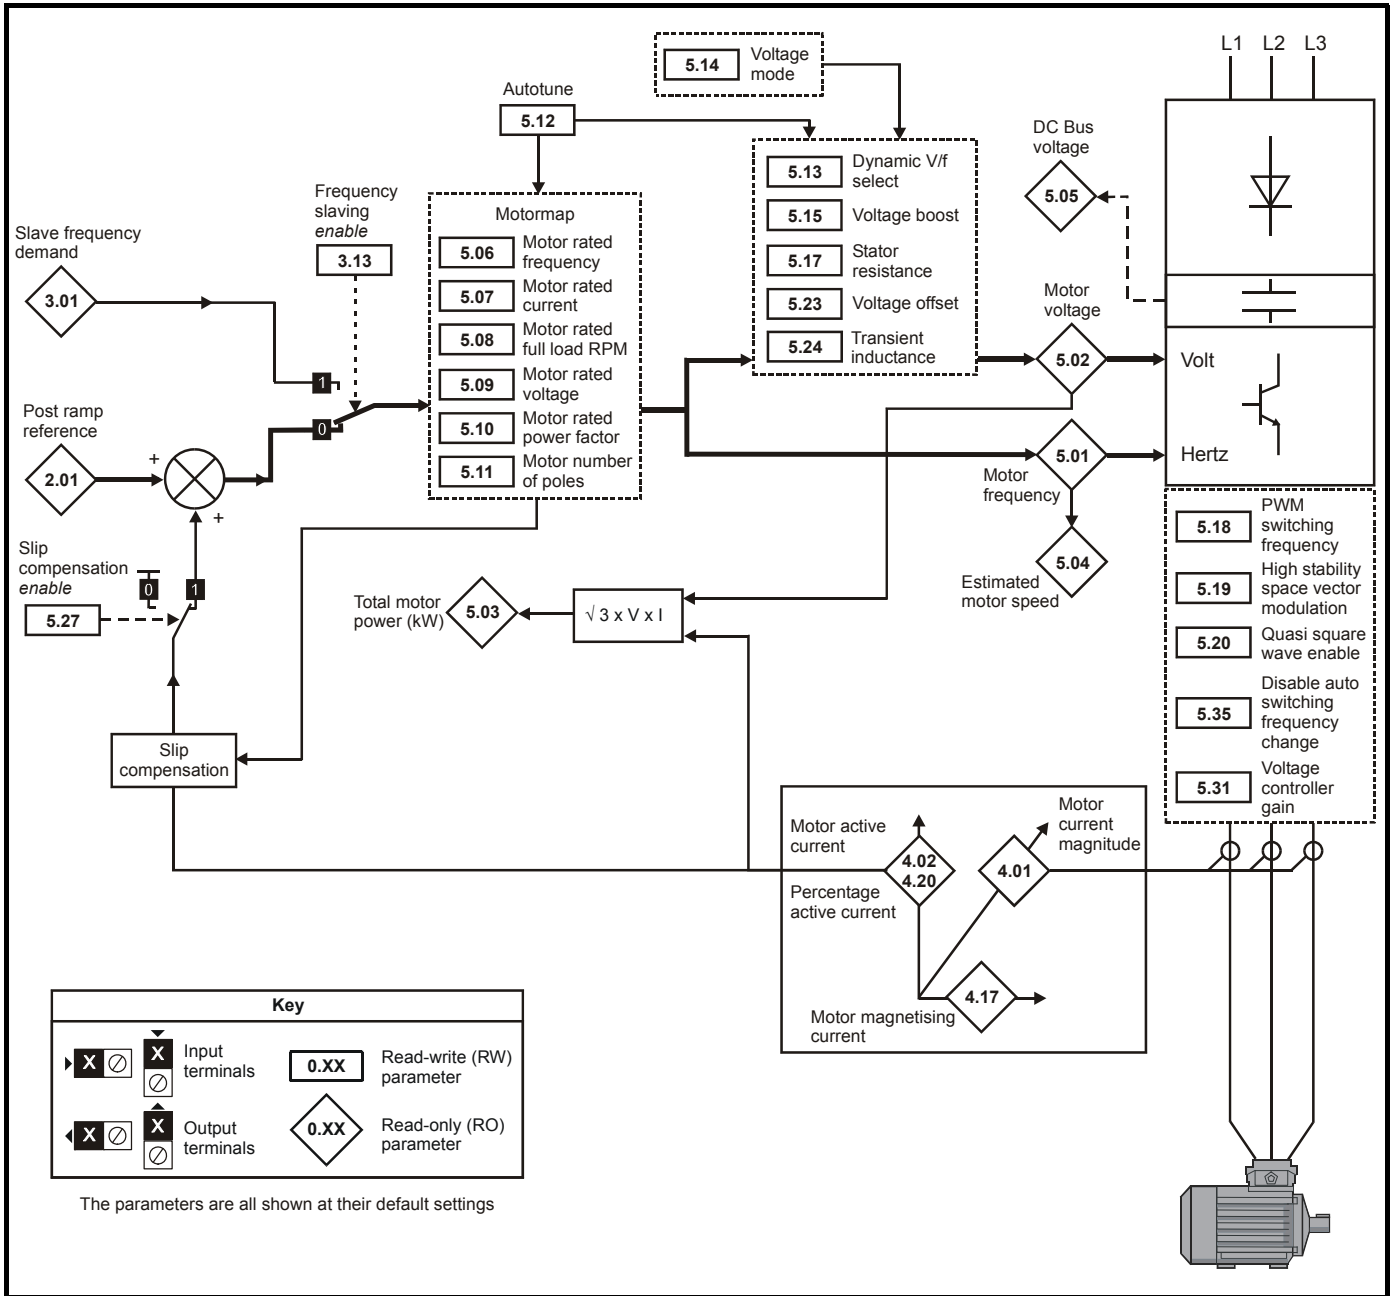 L1 L2 L3
5.14
Voltage
mode
Autotune
5.12
DC Bus
voltage
5.05
5.13
Dynamic V/f
select
5.15
Voltage boost
5.17
Stator
resistance
5.23
Voltage offset
5.24
Transient
inductance
Frequency
slaving
enable
3.13
Motormap
5.06
Motor rated
frequency
5.07
Motor rated
current
5.08
Motor rated
full load RPM
5.09
Motor rated
voltage
5.10
Motor rated
power factor
5.11
Motor number
of poles
Slave frequency
demand
3.01
1
0
Post ramp
reference
2.01
+
+
Motor
voltage
5.02
Volt
5.01
Hertz
Motor
frequency
5.04
Estimated
motor speed
Slip
compensation
enable
0
1
5.27
Total motor
power (kW)
5.03
√ 3 x V x I
Slip
compensation
5.18
PWM
switching
frequency
5.19
High stability
space vector
modulation
5.20
Quasi square
wave enable
5.35
Disable auto
switching
frequency
change
5.31
Voltage
controller
gain
Motor active
current
4.02
4.20
Percentage
active current
Motor
current
magnitude
4.01
4.17
Motor magnetising
current
Key
X
X
Input
terminals
0.XX
Read-write (RW)
parameter
X
X
Output
terminals
0.XX
Read-only (RO)
parameter
The parameters are all shown at their default settings